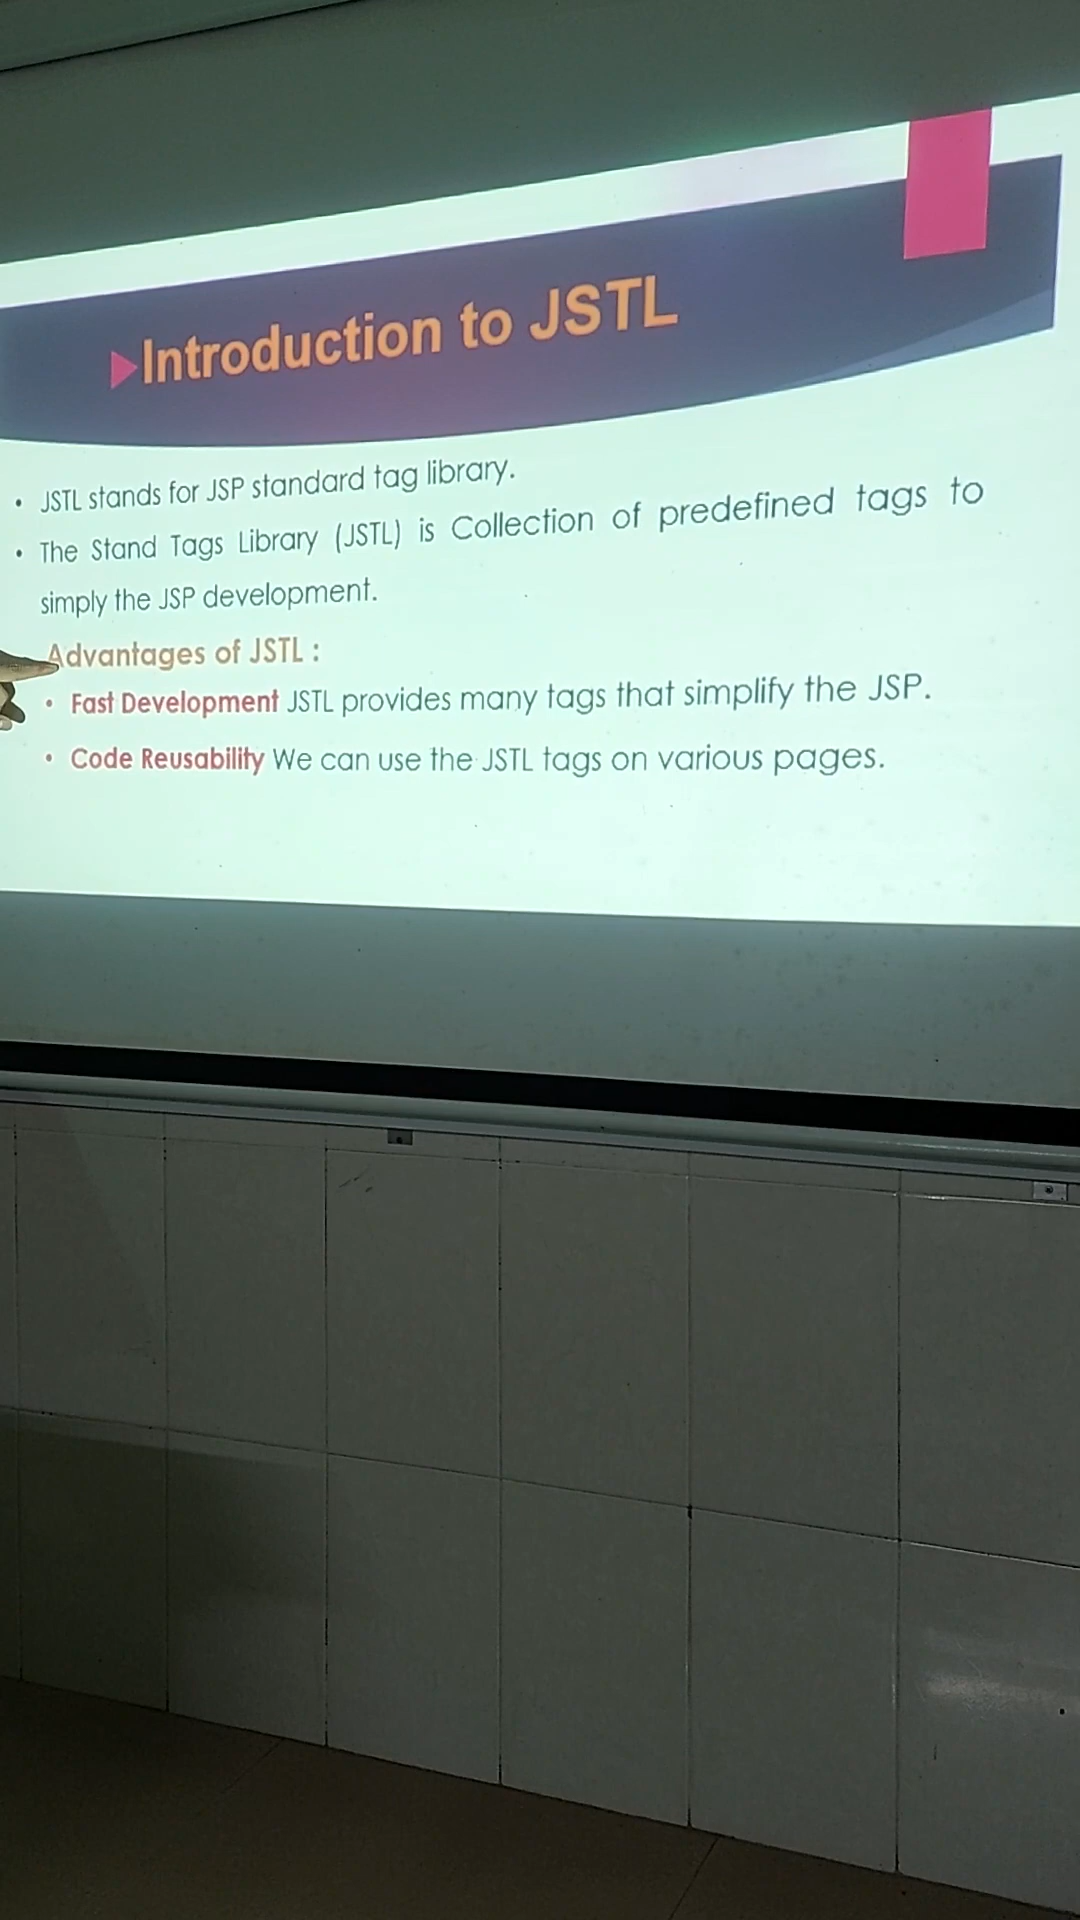 Introduction to JSTL
• JSTL stands for JSP standard tag library.
• The Stand Tags Library (JSTL) is Collection of predefined tags to
simply the JSP development.
Advantages of JSTL :
• Fast Development JSTL provides many tags that simplify the JSP.
• Code Reusability We can use the JSTL tags on various pages.